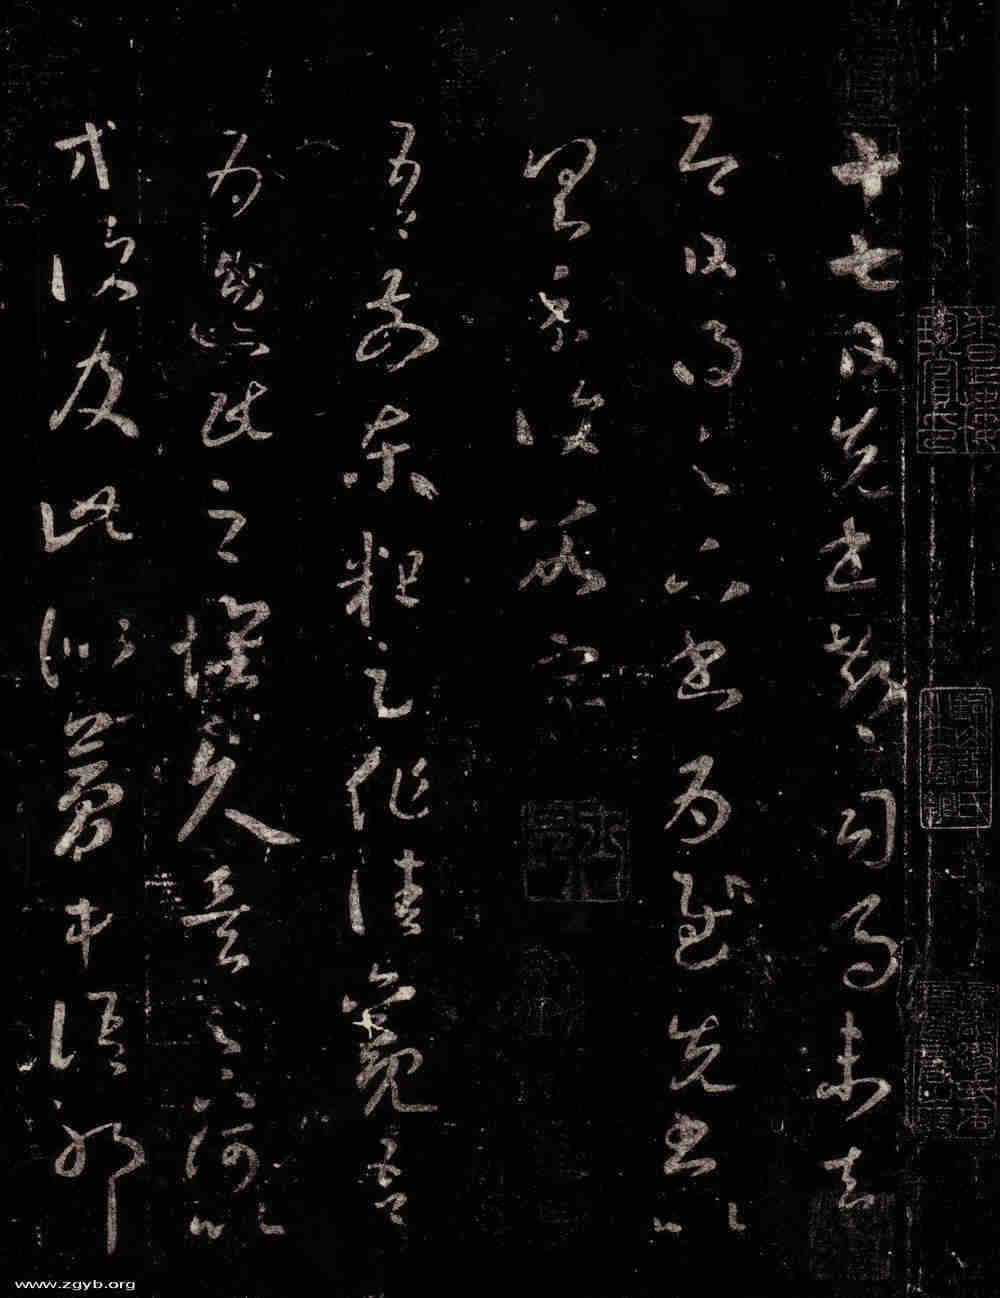 十七日先書郗司馬未去
即日得足下書為慰先書以
具示復數字
吾前東粗足作佳觀吾
為逸民之懷久矣足下何以
方復及此似夢中語耶
www.zgyb.org